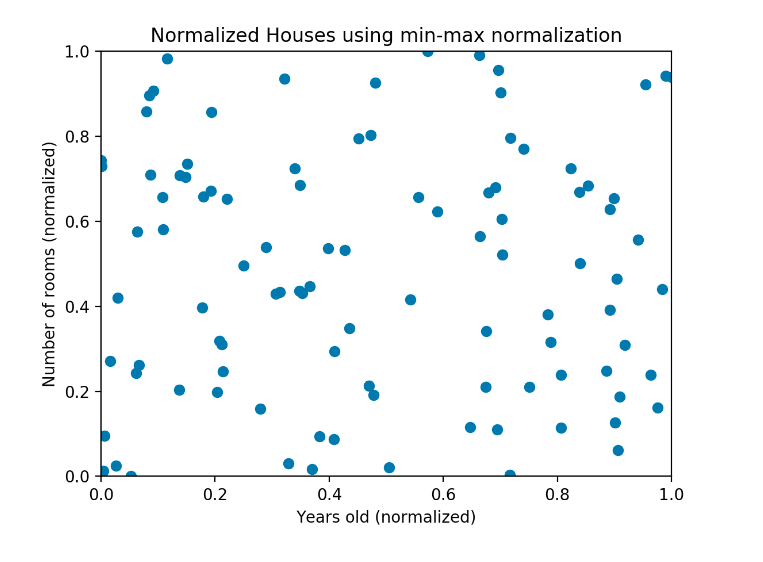 Normalized Houses using min-max normalization
1.0
0.8
0.6
0.4
0.2
0.0
Number of rooms (normalized)
0.0 0.2 0.4 0.6 0.8 1.0
Years old (normalized)